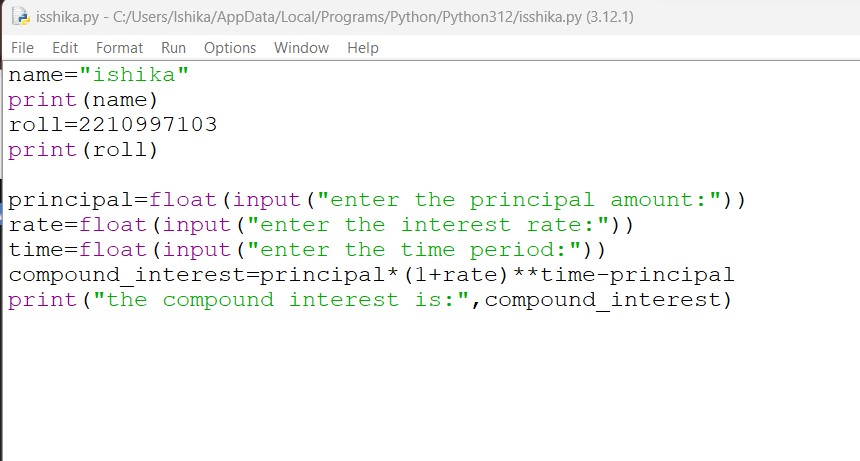 isshika.py - C:/Users/Ishika/AppData/Local/Programs/Python/Python312/isshika.py (3.12.1)
File Edit Format Run Options Window Help
name="ishika"
print(name)
roll=2210997103
print(roll)
principal=float(input("enter the principal amount:"))
rate=float(input("enter the interest rate:"))
time=float(input("enter the time period:"))
compound_interest=principal*(1+rate)**time-principal
print("the compound interest is:",compound_interest)